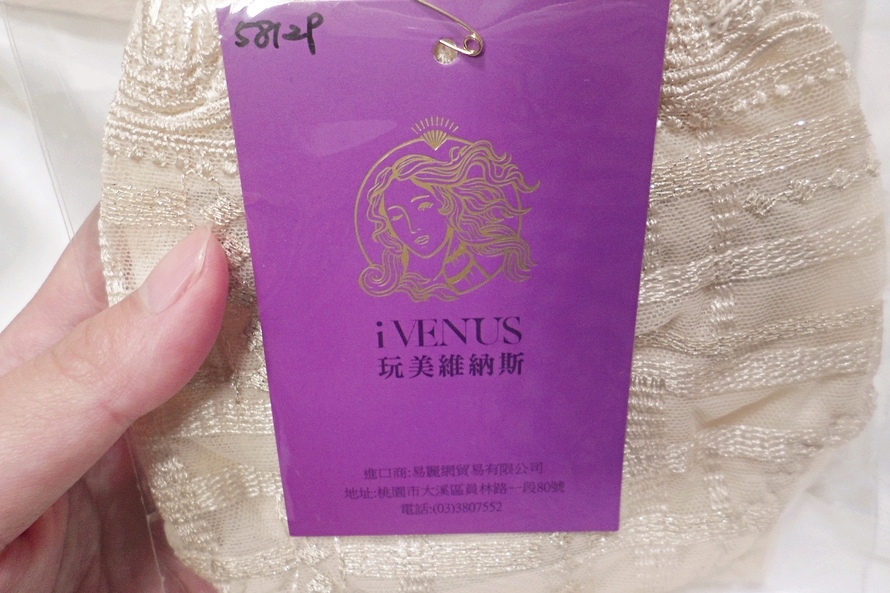 5812P
iVENUS
玩美維納斯
進口商:易麗網貿易有限公司
地址:桃園市大溪區員林路一段80號
電話:(03)3807552